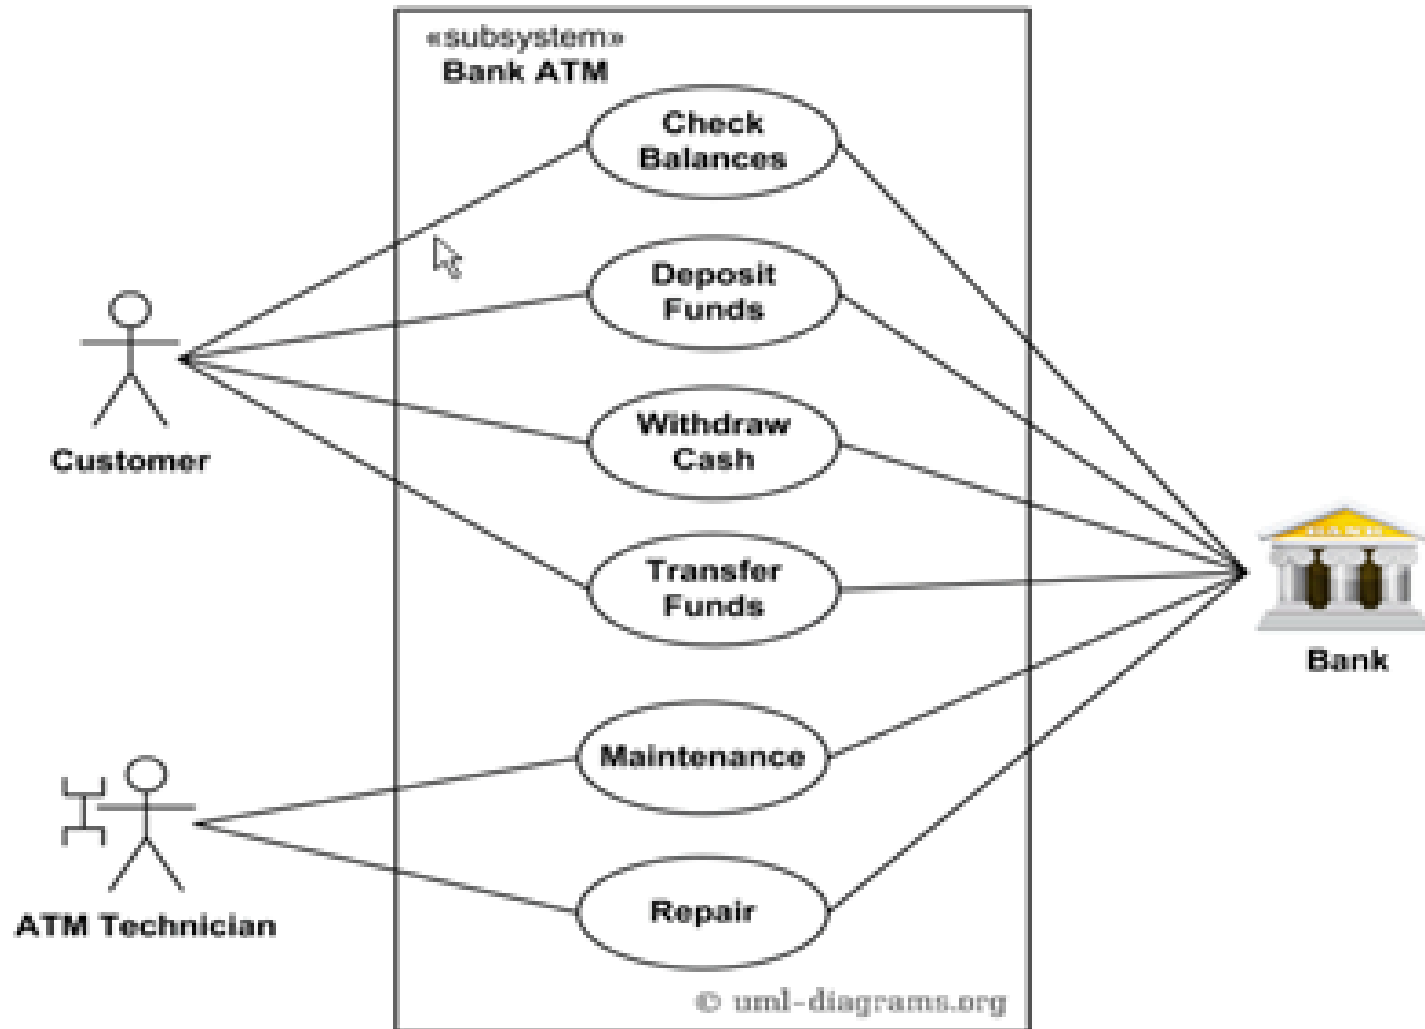 «subsystem»
Bank ATM
Check
Balances
Deposit
Funds
Withdraw
Cash
Transfer
Funds
Maintenance
Repair
Customer
ATM Technician
BANK
Bank
© uml-diagrams.org